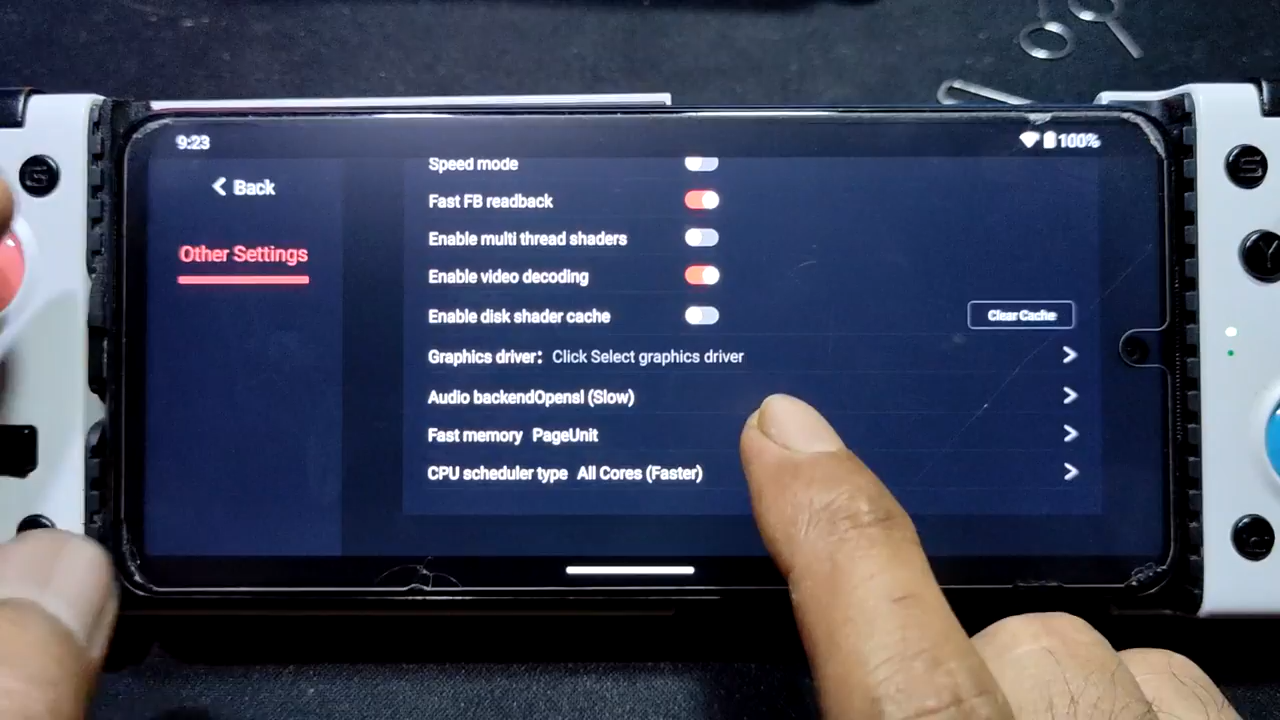 9:23
100%
Back
Other Settings
Speed mode
Fast FB readback
Enable multi thread shaders
Enable video decoding
Enable disk shader cache
Clear Cache
Graphics driver: Click Select graphics driver
Audio backendOpensl (Slow)
Fast memory PageUnit
CPU scheduler type All Cores (Faster)
G
S
Y